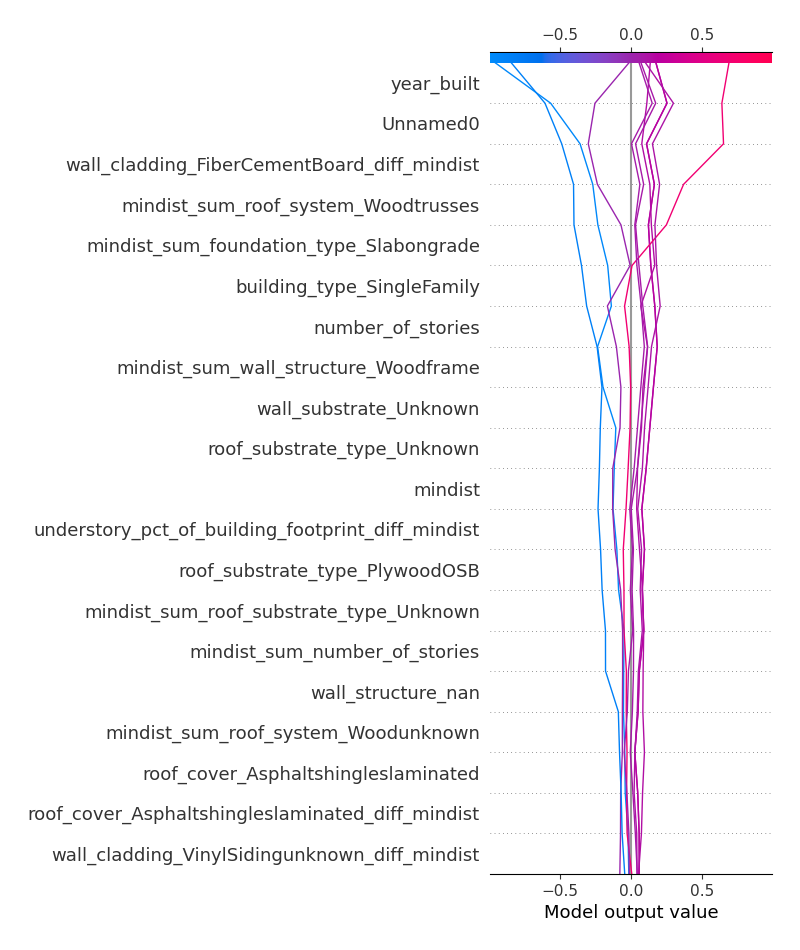 −0.5 0.0 0.5
year_built
Unnamed0
wall_cladding_FiberCementBoard_diff_mindist
mindist_sum_roof_system_Woodtrusses
mindist_sum_foundation_type_Slabongrade
building_type_SingleFamily
number_of_stories
mindist_sum_wall_structure_Woodframe
wall_substrate_Unknown
roof_substrate_type_Unknown
mindist
understory_pct_of_building_footprint_diff_mindist
roof_substrate_type_PlywoodOSB
mindist_sum_roof_substrate_type_Unknown
mindist_sum_number_of_stories
wall_structure_nan
mindist_sum_roof_system_Woodunknown
roof_cover_Asphaltshingleslaminated
roof_cover_Asphaltshingleslaminated_diff_mindist
wall_cladding_VinylSidingunknown_diff_mindist
−0.5 0.0 0.5
Model output value